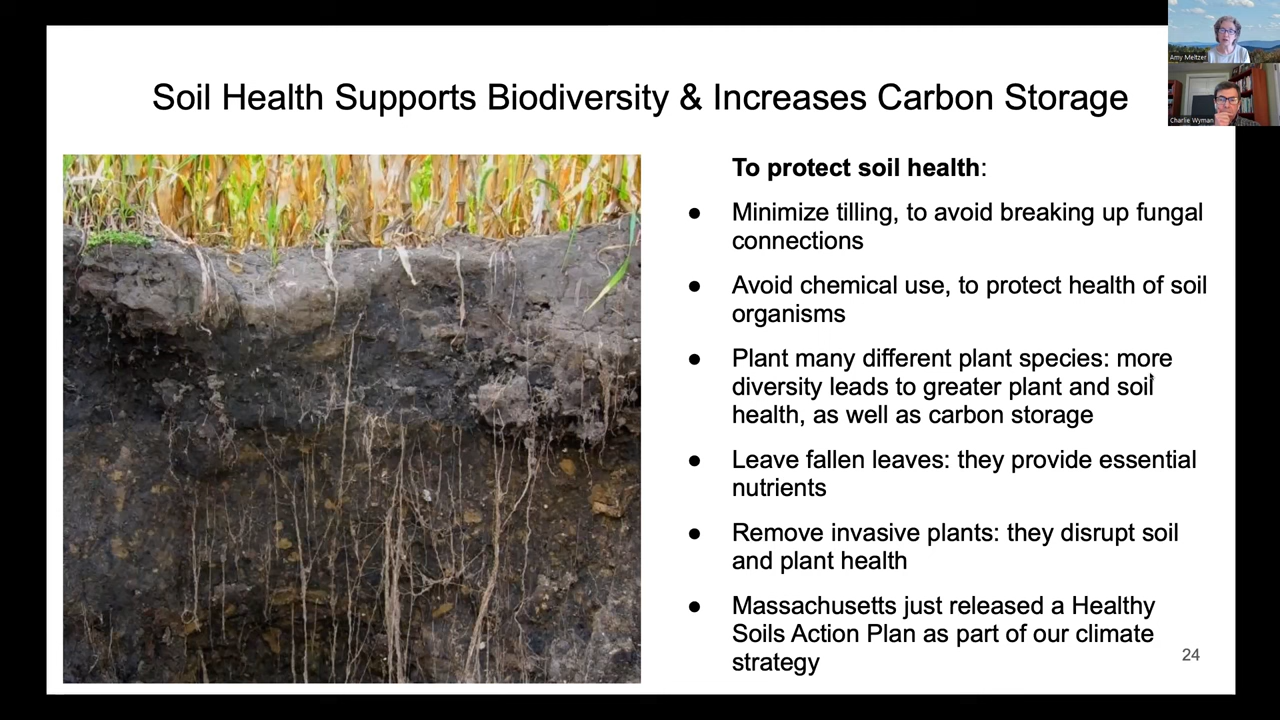 Amy Meltzer
Charlie Wyman
Soil Health Supports Biodiversity & Increases Carbon Storage
To protect soil health:
● Minimize tilling, to avoid breaking up fungal
connections
● Avoid chemical use, to protect health of soil
organisms
● Plant many different plant species: more
diversity leads to greater plant and soil
health, as well as carbon storage
● Leave fallen leaves: they provide essential
nutrients
● Remove invasive plants: they disrupt soil
and plant health
● Massachusetts just released a Healthy
Soils Action Plan as part of our climate
strategy
24